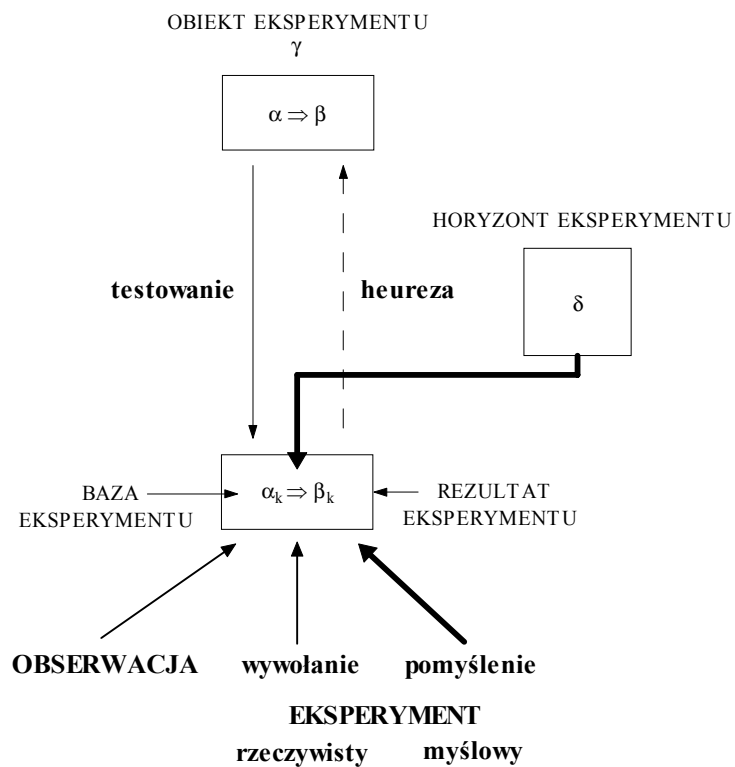 OBIEKT EKSPERYMENTU
γ
α ⇒ β
HORYZONT EKSPERYMENTU
testowanie
heureza
δ
BAZA
EKSPERYMENTU
αₖ ⇒ βₖ
REZULTAT
EKSPERYMENTU
OBSERWACJA
wywołanie
pomyślenie
EKSPERYMENT
rzeczywisty
myślowy